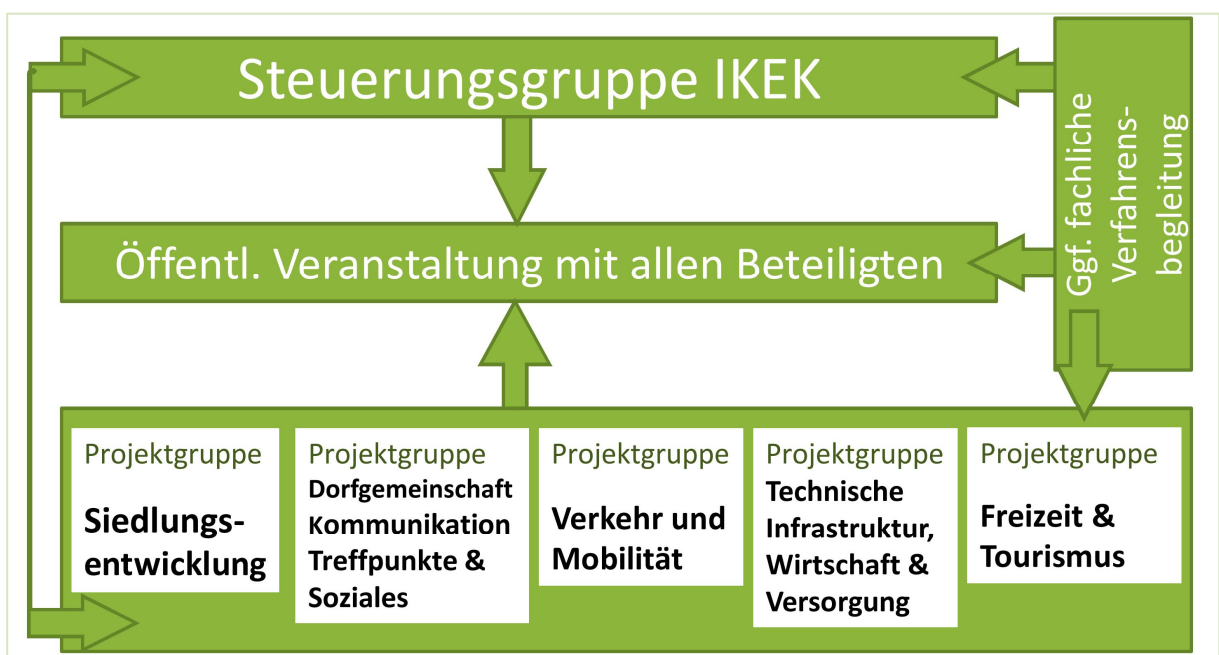 Steuerungsgruppe IKEK
Ggf. fachliche
Verfahrens-
begleitung
Öffentl. Veranstaltung mit allen Beteiligten
Projektgruppe
Siedlungs-
entwicklung
Projektgruppe
Dorfgemeinschaft
Kommunikation
Treffpunkte &
Soziales
Projektgruppe
Verkehr und
Mobilität
Projektgruppe
Technische
Infrastruktur,
Wirtschaft &
Versorgung
Projektgruppe
Freizeit &
Tourismus